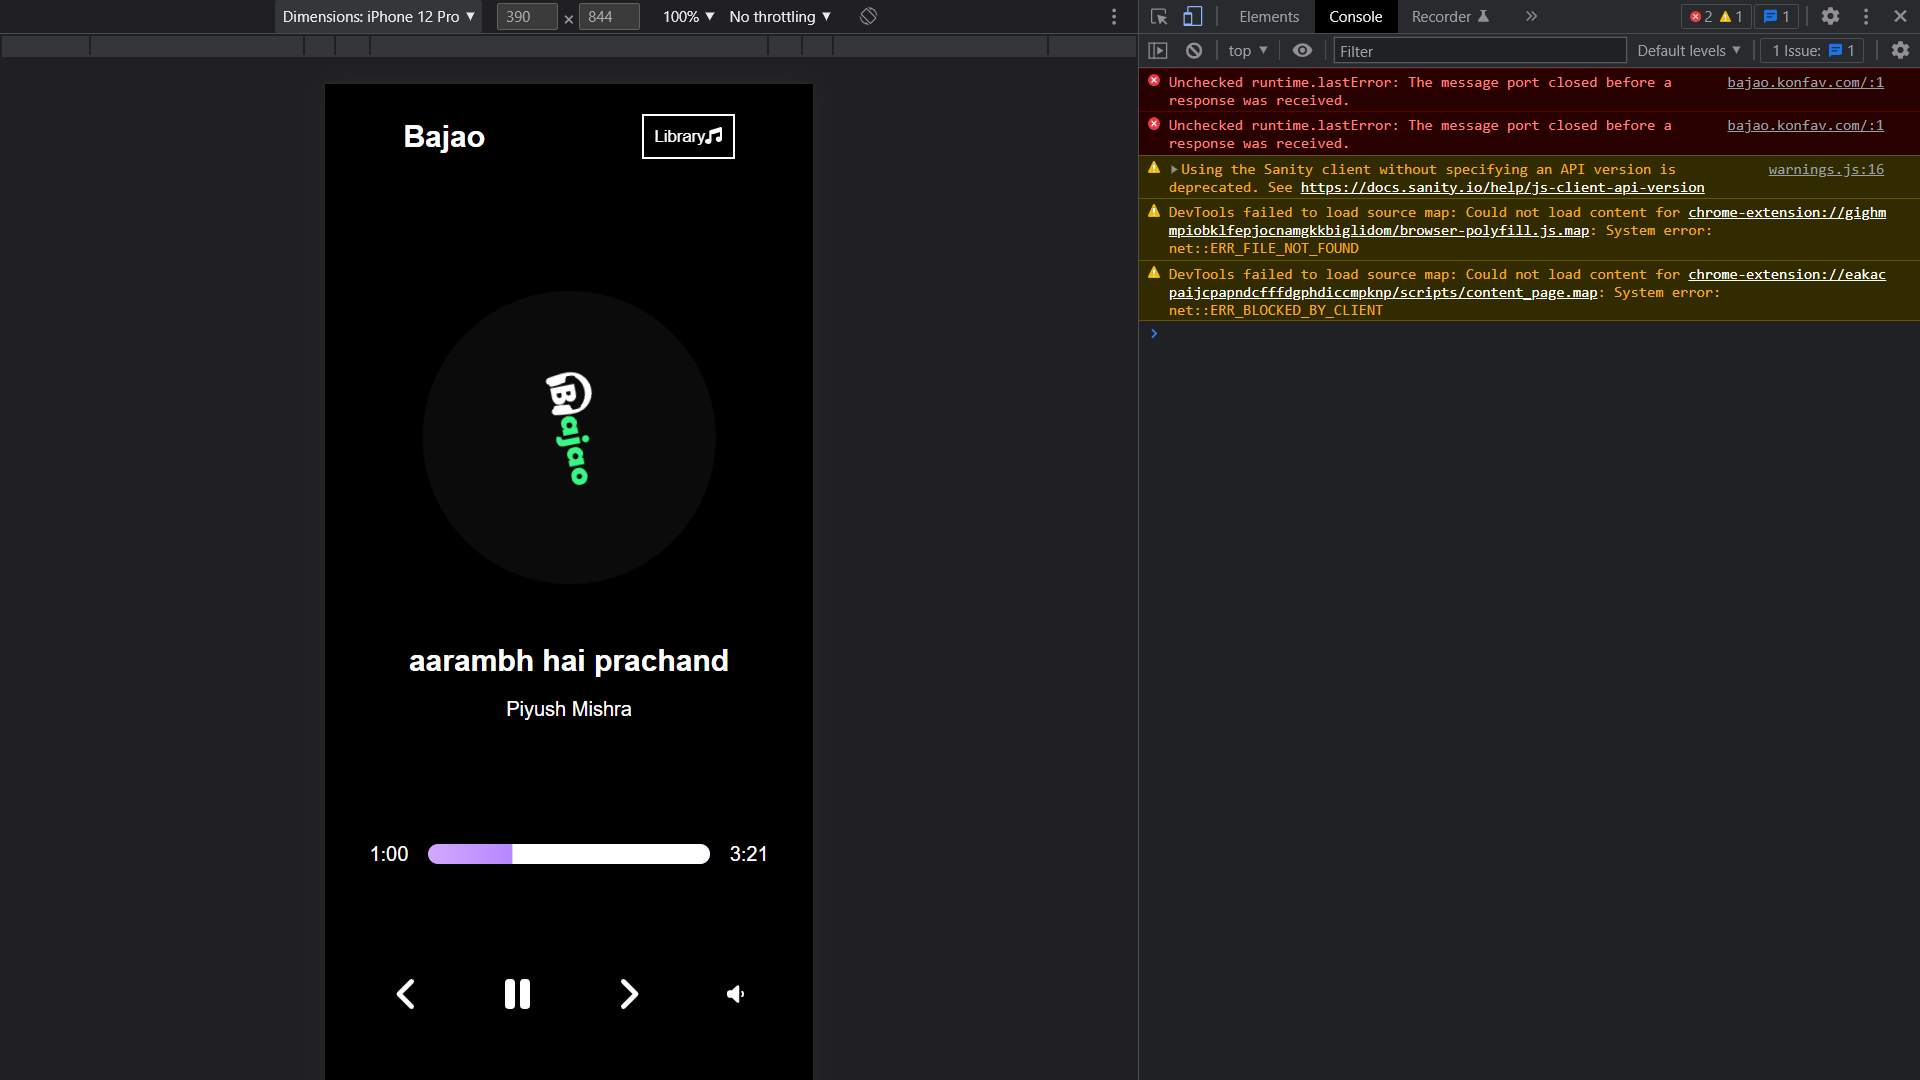 Dimensions: iPhone 12 Pro ▼ 390 × 844 100% ▼ No throttling ▼
Elements Console Recorder » 2 1 1
top ▼ Filter Default levels ▼ 1 Issue: 1
Bajao
Library
Bajao
aarambh hai prachand
Piyush Mishra
1:00 3:21
Unchecked runtime.lastError: The message port closed before a bajao.konfav.com/:1
response was received.
Unchecked runtime.lastError: The message port closed before a bajao.konfav.com/:1
response was received.
Using the Sanity client without specifying an API version is warnings.js:16
deprecated. See https://docs.sanity.io/help/js-client-api-version
DevTools failed to load source map: Could not load content for chrome-extension://gighm
mpiobklfepjocnamgkkbiglidom/browser-polyfill.js.map: System error:
net::ERR_FILE_NOT_FOUND
DevTools failed to load source map: Could not load content for chrome-extension://eakac
paijcpapndcfffdgphdiccmpknp/scripts/content_page.map: System error:
net::ERR_BLOCKED_BY_CLIENT